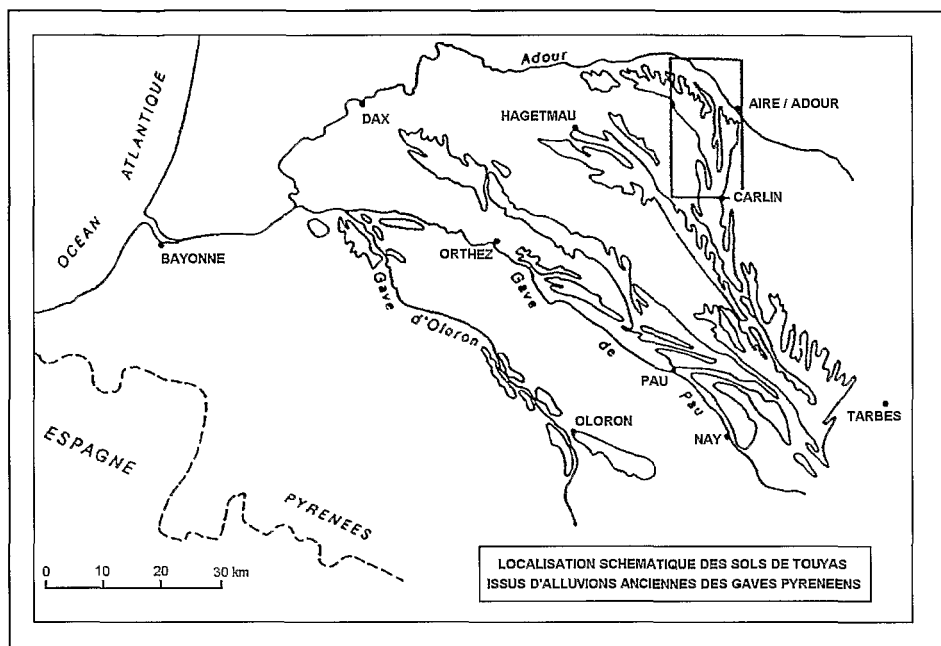 Adour
AIRE / ADOUR
HAGETMAU
DAX
OCEAN ATLANTIQUE
CARLIN
BAYONNE
ORTHEZ
Gave d'Oloron
Gave de Pau
PAU
TARBES
NAY
OLORON
ESPAGNE
PYRENEES
0 10 20 30 km
LOCALISATION SCHEMATIQUE DES SOLS DE TOUYAS
ISSUS D'ALLUVIONS ANCIENNES DES GAVES PYRENEENS